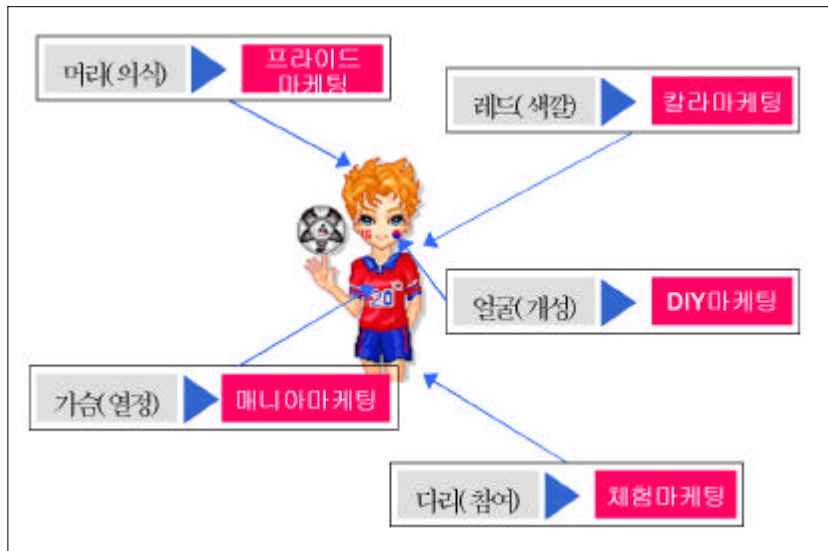 머리(의식)
프라이드
마케팅
레드(색깔)
칼라마케팅
얼굴(개성)
DIY마케팅
20
가슴(열정)
매니아마케팅
다리(참여)
체험마케팅